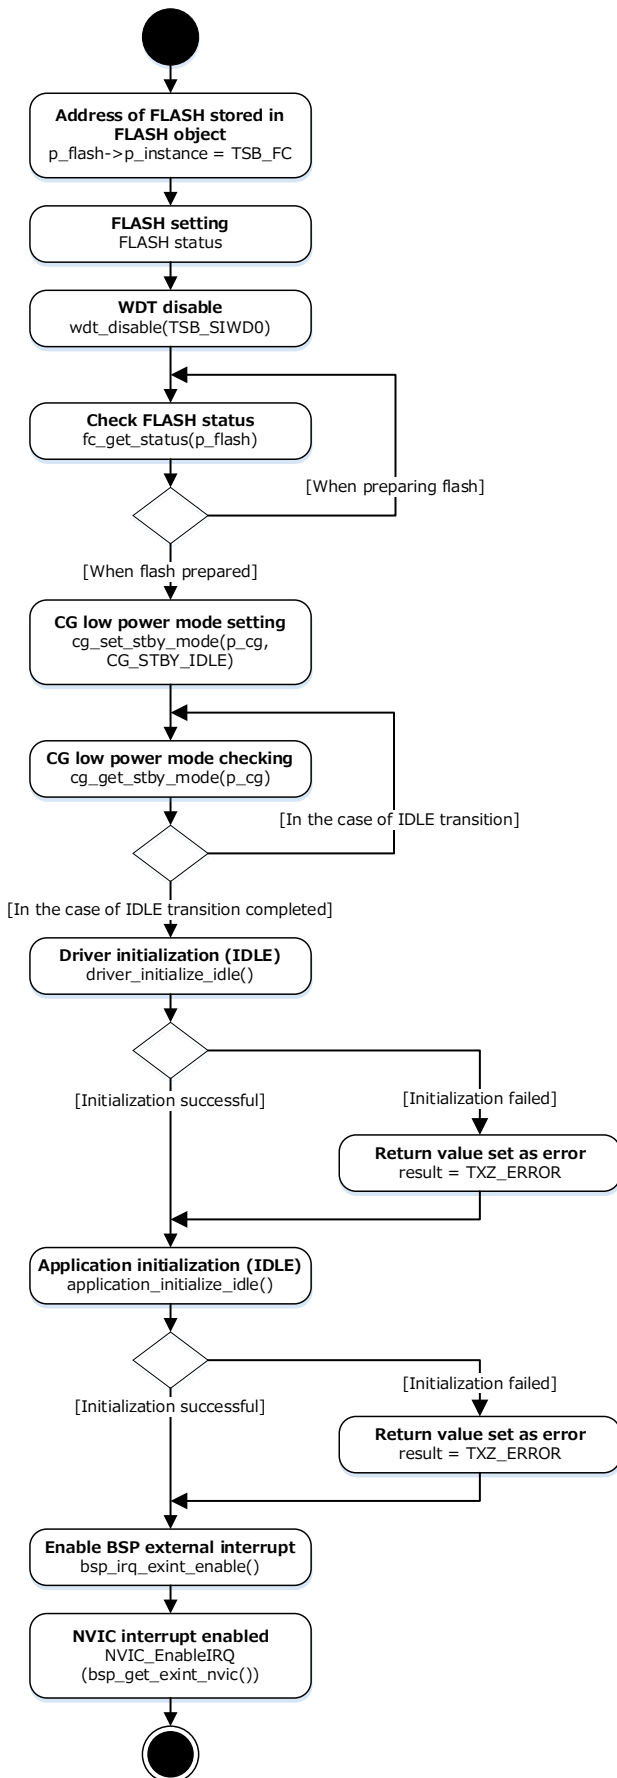 Address of FLASH stored in
FLASH object
p_flash->p_instance = TSB_FC
FLASH setting
FLASH status
WDT disable
wdt_disable(TSB_SIWD0)
Check FLASH status
fc_get_status(p_flash)
[When preparing flash]
[When flash prepared]
CG low power mode setting
cg_set_stby_mode(p_cg,
CG_STBY_IDLE)
CG low power mode checking
cg_get_stby_mode(p_cg)
[In the case of IDLE transition]
[In the case of IDLE transition completed]
Driver initialization (IDLE)
driver_initialize_idle()
[Initialization successful]
[Initialization failed]
Return value set as error
result = TXZ_ERROR
Application initialization (IDLE)
application_initialize_idle()
[Initialization failed]
[Initialization successful]
Return value set as error
result = TXZ_ERROR
Enable BSP external interrupt
bsp_irq_exint_enable()
NVIC interrupt enabled
NVIC_EnableIRQ
(bsp_get_exint_nvic())